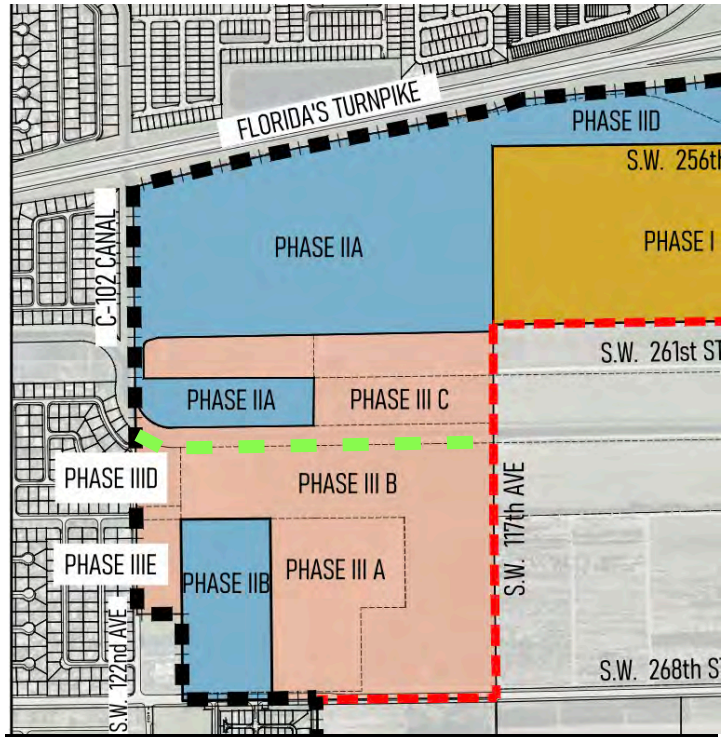 FLORIDA'S TURNPIKE
PHASE IID
S.W. 256th
C-102 CANAL
PHASE IIA
PHASE I
S.W. 261st ST
PHASE IIA
PHASE III C
PHASE IIID
PHASE III B
PHASE IIIE
PHASE IIB
PHASE III A
S.W. 117th AVE
S.W. 122nd AVE
S.W. 268th ST